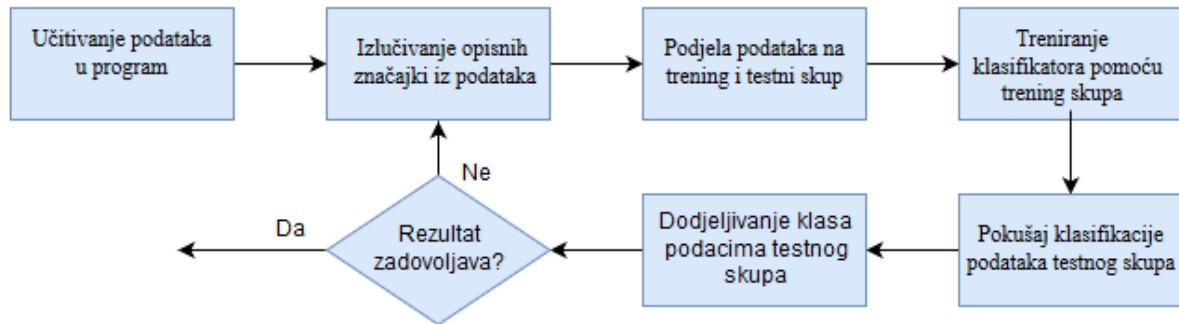 Učitivanje podataka
u program
Izlučivanje opisnih
značajki iz podataka
Podjela podataka na
trening i testni skup
Treniranje
klasifikatora pomoću
trening skupa
Pokušaj klasifikacije
podataka testnog skupa
Dodjeljivanje klasa
podacima testnog
skupa
Rezultat
zadovoljava?
Ne
Da